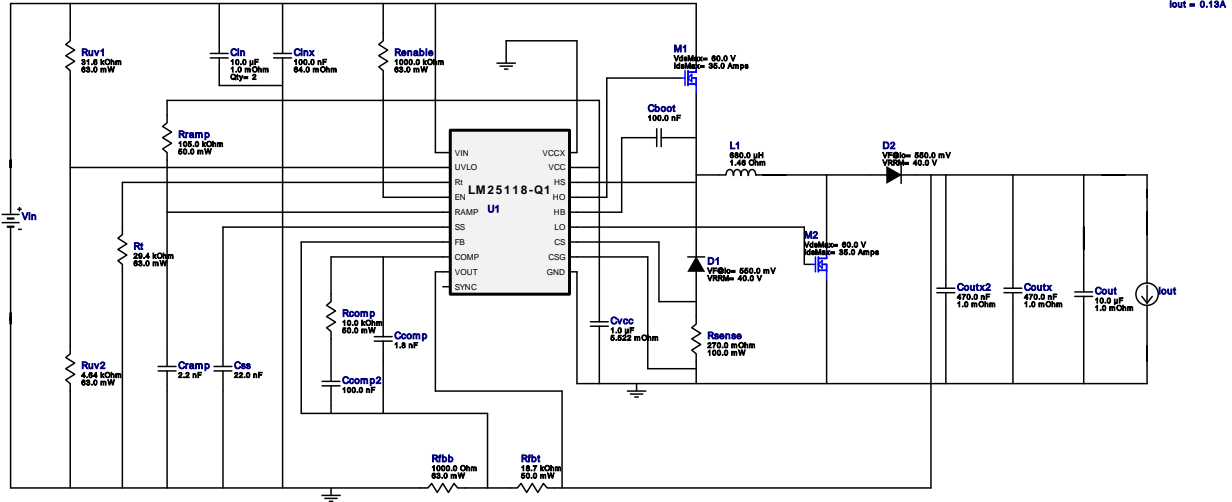 Iout = 0.13A
Ruv1
31.6 kOhm
63.0 mW
Cin
10.0 µF
1.0 mOhm
Qty= 2
Cinx
100.0 nF
64.0 mOhm
Renable
1000.0 kOhm
63.0 mW
M1
VdsMax= 60.0 V
IdsMax= 35.0 Amps
Cboot
100.0 nF
Rramp
105.0 kOhm
50.0 mW
L1
680.0 µH
1.46 Ohm
D2
VF@Io= 550.0 mV
VRRM= 40.0 V
VIN
UVLO
Rt
EN
RAMP
SS
FB
COMP
VOUT
SYNC
LM25118-Q1
U1
VCCX
VCC
HS
HO
HB
LO
CS
CSG
GND
Vin
Rt
29.4 kOhm
63.0 mW
M2
VdsMax= 60.0 V
IdsMax= 35.0 Amps
D1
VF@Io= 550.0 mV
VRRM= 40.0 V
Coutx2
470.0 nF
1.0 mOhm
Coutx
470.0 nF
1.0 mOhm
Cout
10.0 µF
1.0 mOhm
Iout
Rcomp
10.0 kOhm
50.0 mW
Ccomp
1.8 nF
Cvcc
1.0 µF
5.522 mOhm
Rsense
270.0 mOhm
100.0 mW
Ruv2
4.64 kOhm
63.0 mW
Cramp
2.2 nF
Css
22.0 nF
Ccomp2
100.0 nF
Rfbb
1000.0 Ohm
63.0 mW
Rfbt
18.7 kOhm
50.0 mW